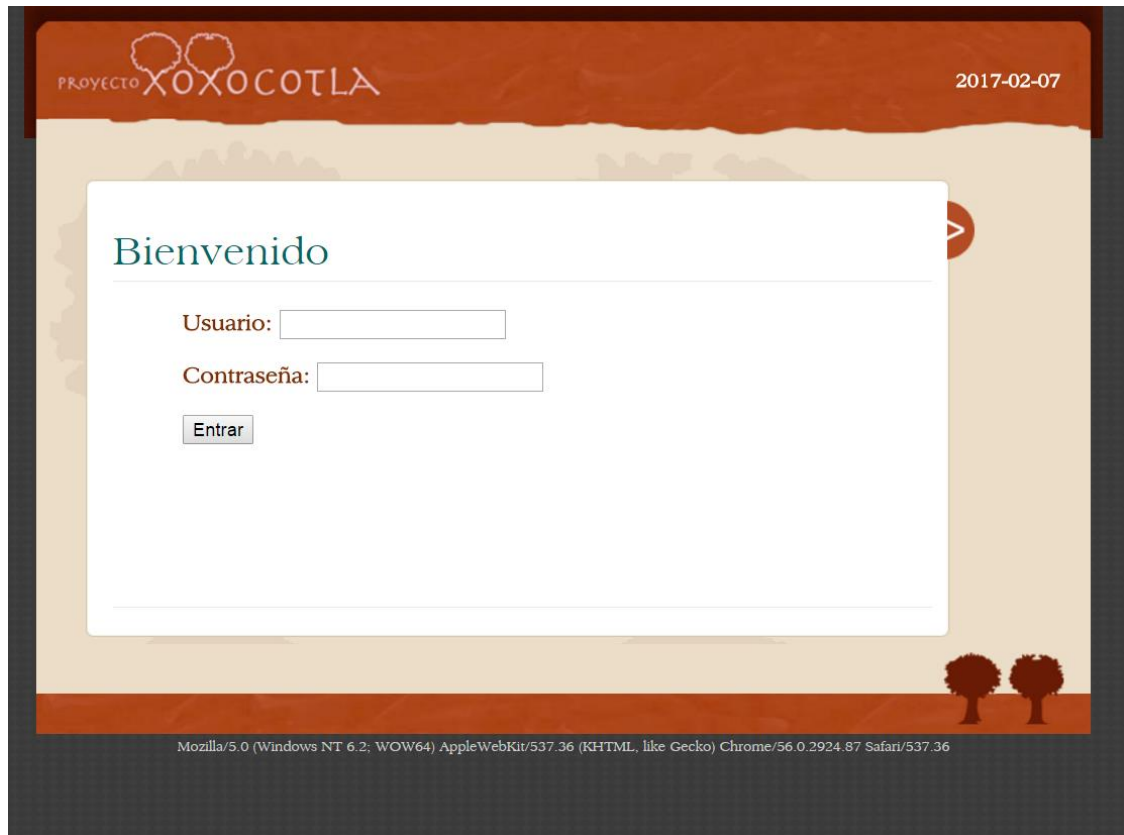 PROYECTO XOXOCOTLA
2017-02-07
>
Bienvenido
Usuario:
Contraseña:
Entrar
Mozilla/5.0 (Windows NT 6.2; WOW64) AppleWebKit/537.36 (KHTML, like Gecko) Chrome/56.0.2924.87 Safari/537.36